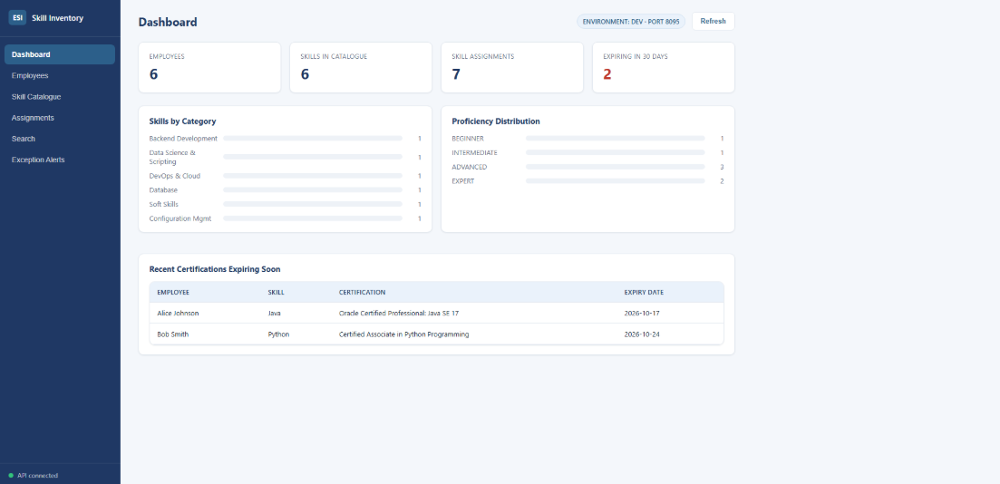 ESI Skill Inventory
Dashboard
Employees
Skill Catalogue
Assignments
Search
Exception Alerts
API connected
Dashboard
ENVIRONMENT: DEV - PORT 8095
Refresh
EMPLOYEES
6
SKILLS IN CATALOGUE
6
SKILL ASSIGNMENTS
7
EXPIRING IN 30 DAYS
2
Skills by Category
Backend Development 1
Data Science &
Scripting 1
DevOps & Cloud 1
Database 1
Soft Skills 1
Configuration Mgmt 1
Proficiency Distribution
BEGINNER 1
INTERMEDIATE 1
ADVANCED 3
EXPERT 2
Recent Certifications Expiring Soon
EMPLOYEE SKILL CERTIFICATION EXPIRY DATE
Alice Johnson Java Oracle Certified Professional: Java SE 17 2026-10-17
Bob Smith Python Certified Associate in Python Programming 2026-10-24